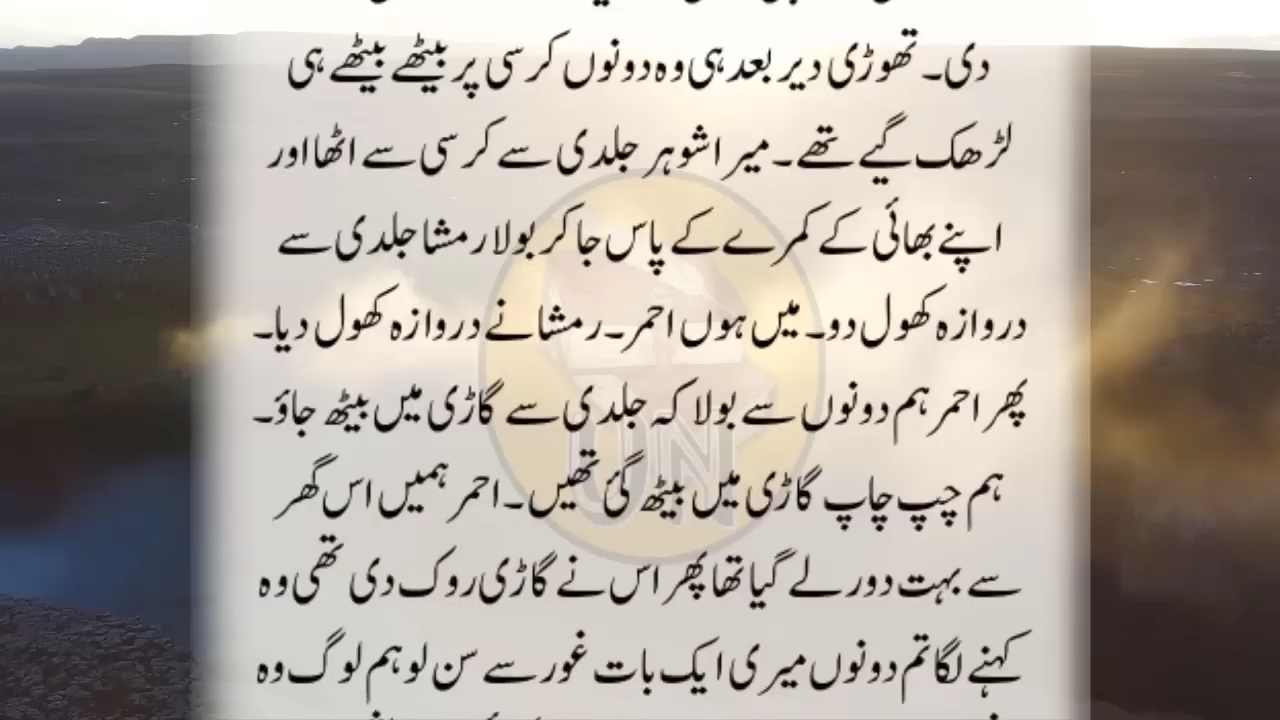 دی۔ تھوڑی دیر بعد ہی وہ دونوں کرسی پر بیٹھے بیٹھے ہی
لڑھک گیے تھے۔ میرا شوہر جلدی سے کرسی سے اٹھا اور
اپنے بھائی کے کمرے کے پاس جا کر بولا رمشا جلدی سے
دروازہ کھول دو۔ میں ہوں احمر۔ رمشا نے دروازہ کھول دیا۔
پھر احمر ہم دونوں سے بولا کہ جلدی سے گاڑی میں بیٹھ جاؤ۔
ہم چپ چاپ گاڑی میں بیٹھ گئ تھیں۔ احمر ہمیں اس گھر
سے بہت دور لے گیا تھا پھر اس نے گاڑی روک دی تھی وہ
کہنے لگا تم دونوں میری ایک بات غور سے سن لو ہم لوگ وہ
UN